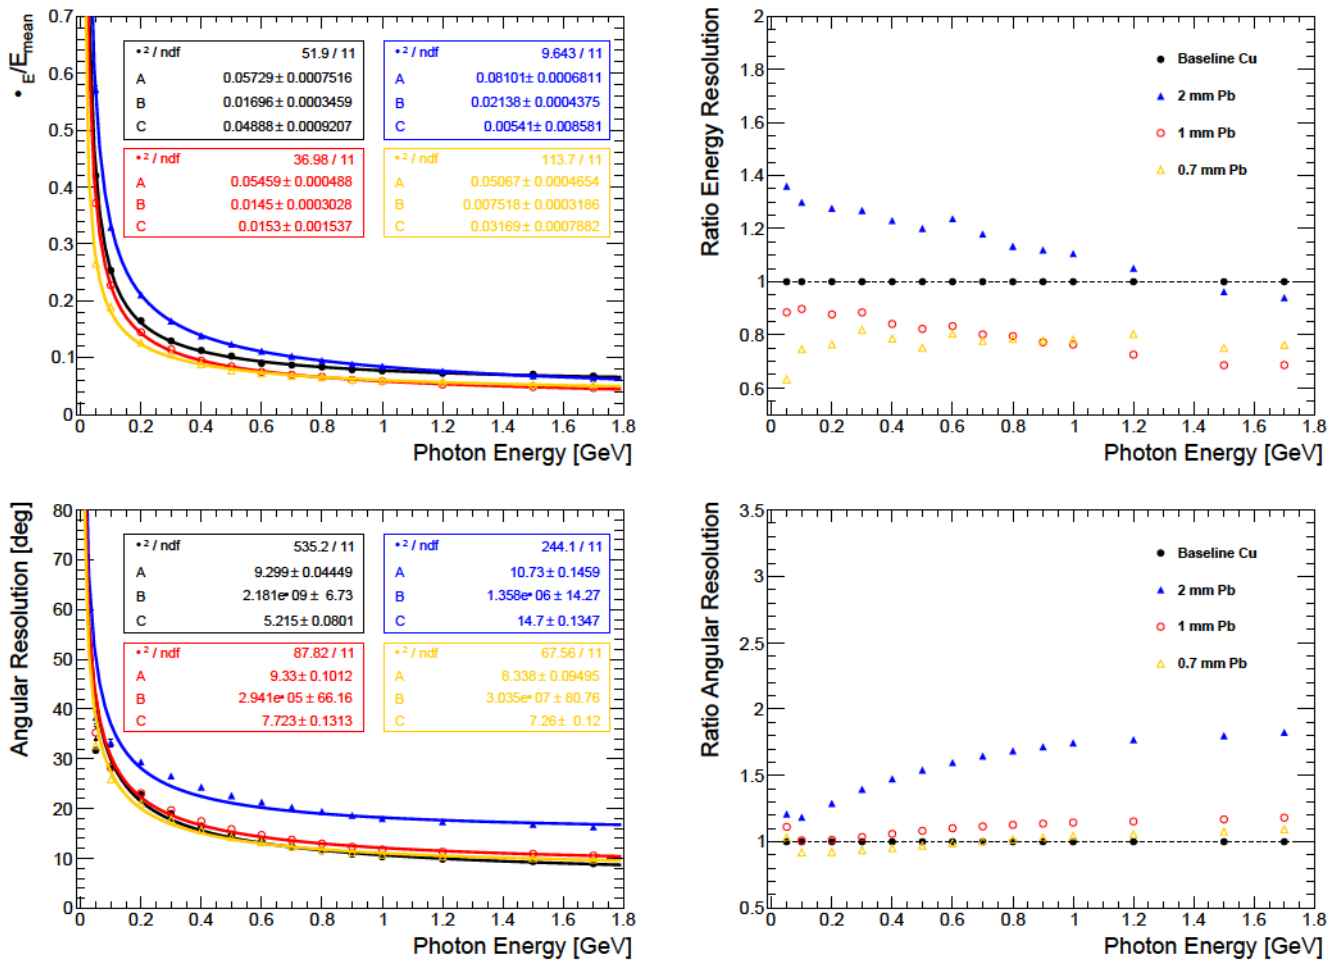 •E/Emean
0.7
0.6
0.5
0.4
0.3
0.2
0.1
0
•² / ndf 51.9 / 11
A 0.05729 ± 0.0007516
B 0.01696 ± 0.0003459
C 0.04888 ± 0.0009207
•² / ndf 9.643 / 11
A 0.08101 ± 0.0006811
B 0.02138 ± 0.0004375
C 0.00541 ± 0.008581
•² / ndf 36.98 / 11
A 0.05459 ± 0.000488
B 0.0145 ± 0.0003028
C 0.0153 ± 0.001537
•² / ndf 113.7 / 11
A 0.05067 ± 0.0004654
B 0.007518 ± 0.0003186
C 0.03169 ± 0.0007882
0 0.2 0.4 0.6 0.8 1 1.2 1.4 1.6 1.8
Photon Energy [GeV]
Ratio Energy Resolution
2
1.8
1.6
1.4
1.2
1
0.8
0.6
Baseline Cu
2 mm Pb
1 mm Pb
0.7 mm Pb
0 0.2 0.4 0.6 0.8 1 1.2 1.4 1.6 1.8
Photon Energy [GeV]
Angular Resolution [deg]
80
70
60
50
40
30
20
10
0
•² / ndf 535.2 / 11
A 9.299 ± 0.04449
B 2.181e•09 ± 6.73
C 5.215 ± 0.0801
•² / ndf 244.1 / 11
A 10.73 ± 0.1459
B 1.358e•06 ± 14.27
C 14.7 ± 0.1347
•² / ndf 87.82 / 11
A 9.33 ± 0.1012
B 2.941e•05 ± 66.16
C 7.723 ± 0.1313
•² / ndf 67.56 / 11
A 8.338 ± 0.09495
B 3.035e•07 ± 80.76
C 7.26 ± 0.12
0 0.2 0.4 0.6 0.8 1 1.2 1.4 1.6 1.8
Photon Energy [GeV]
Ratio Angular Resolution
3.5
3
2.5
2
1.5
1
0.5
Baseline Cu
2 mm Pb
1 mm Pb
0.7 mm Pb
0 0.2 0.4 0.6 0.8 1 1.2 1.4 1.6 1.8
Photon Energy [GeV]